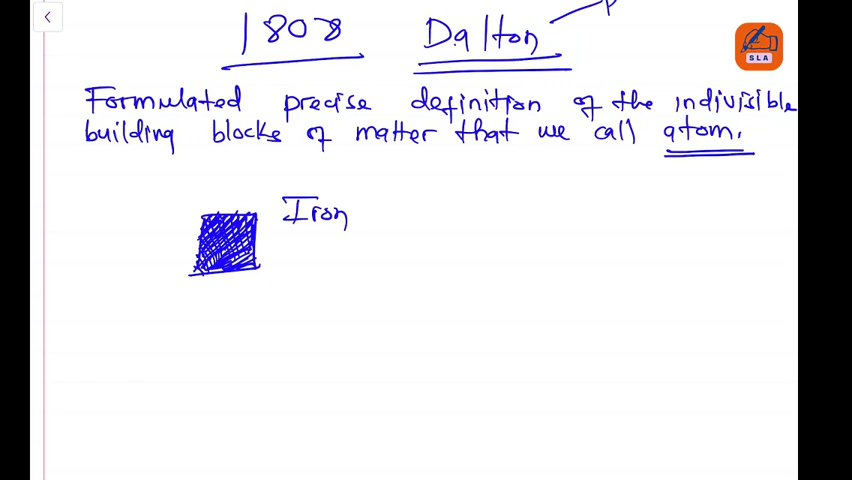 1808 Dalton
Formulated precise definition of the indivisible
building blocks of matter that we call atom.
Iron
SLA